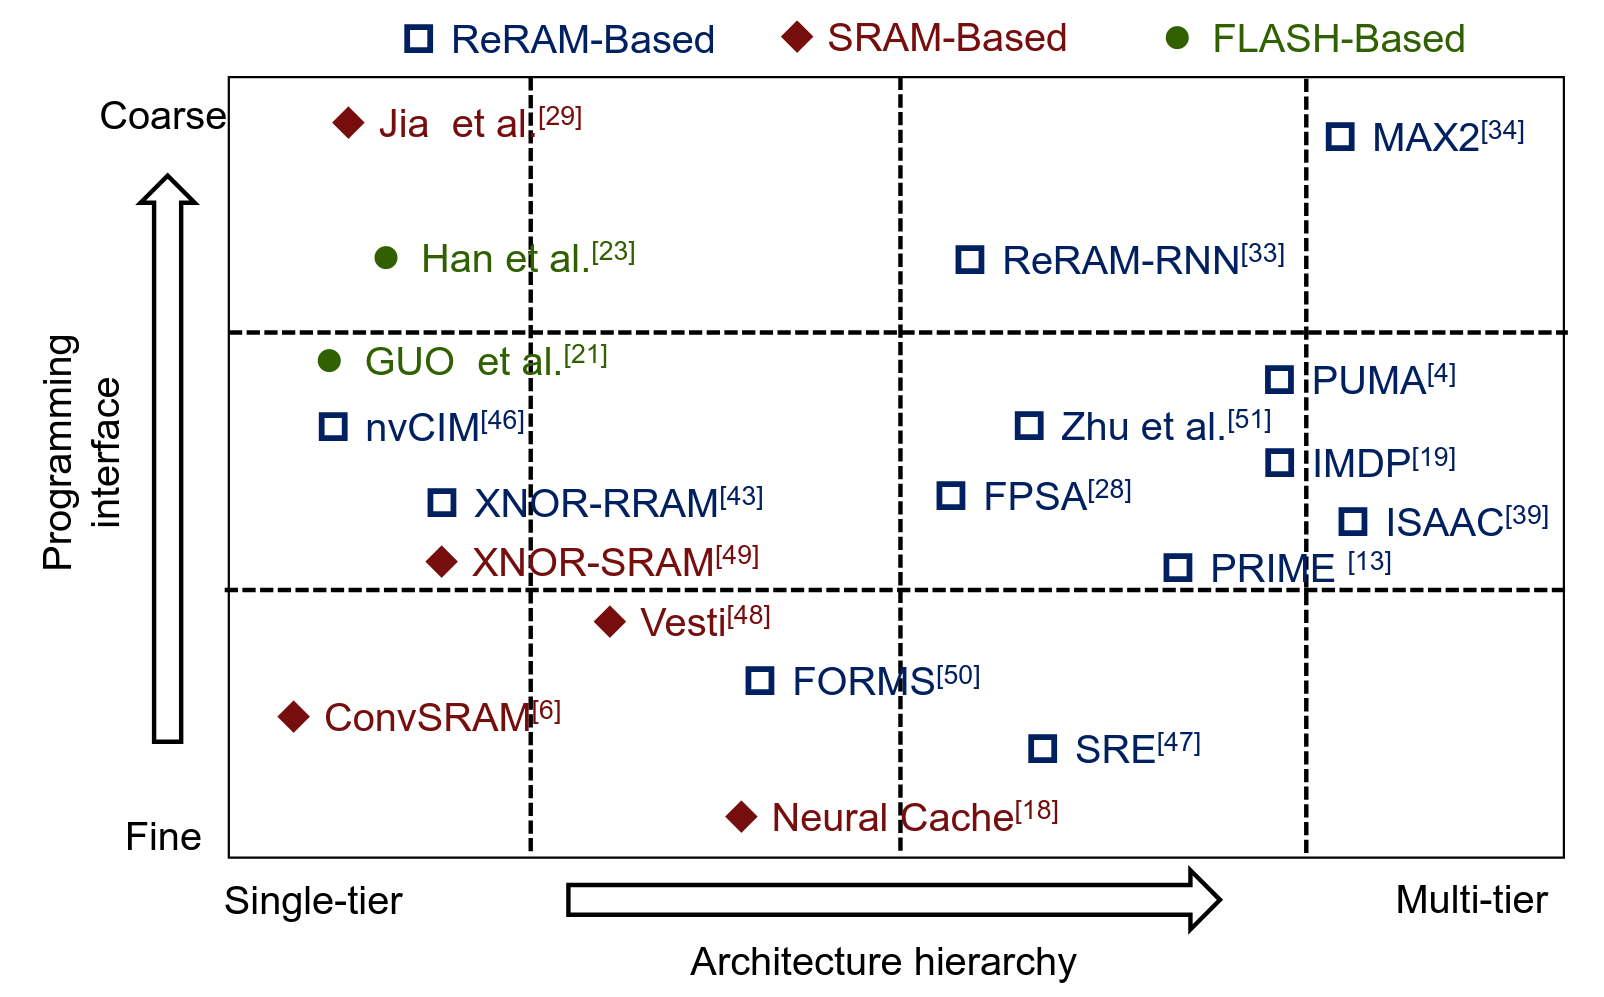 ReRAM-Based SRAM-Based FLASH-Based
Coarse
Jia et al.[29]
MAX2[34]
Han et al.[23]
ReRAM-RNN[33]
GUO et al.[21]
PUMA[4]
nvCIM[46]
Zhu et al.[51]
IMDP[19]
XNOR-RRAM[43]
FPSA[28]
ISAAC[39]
XNOR-SRAM[49]
PRIME [13]
Programming
interface
Vesti[48]
FORMS[50]
ConvSRAM[6]
SRE[47]
Neural Cache[18]
Fine
Single-tier
Multi-tier
Architecture hierarchy